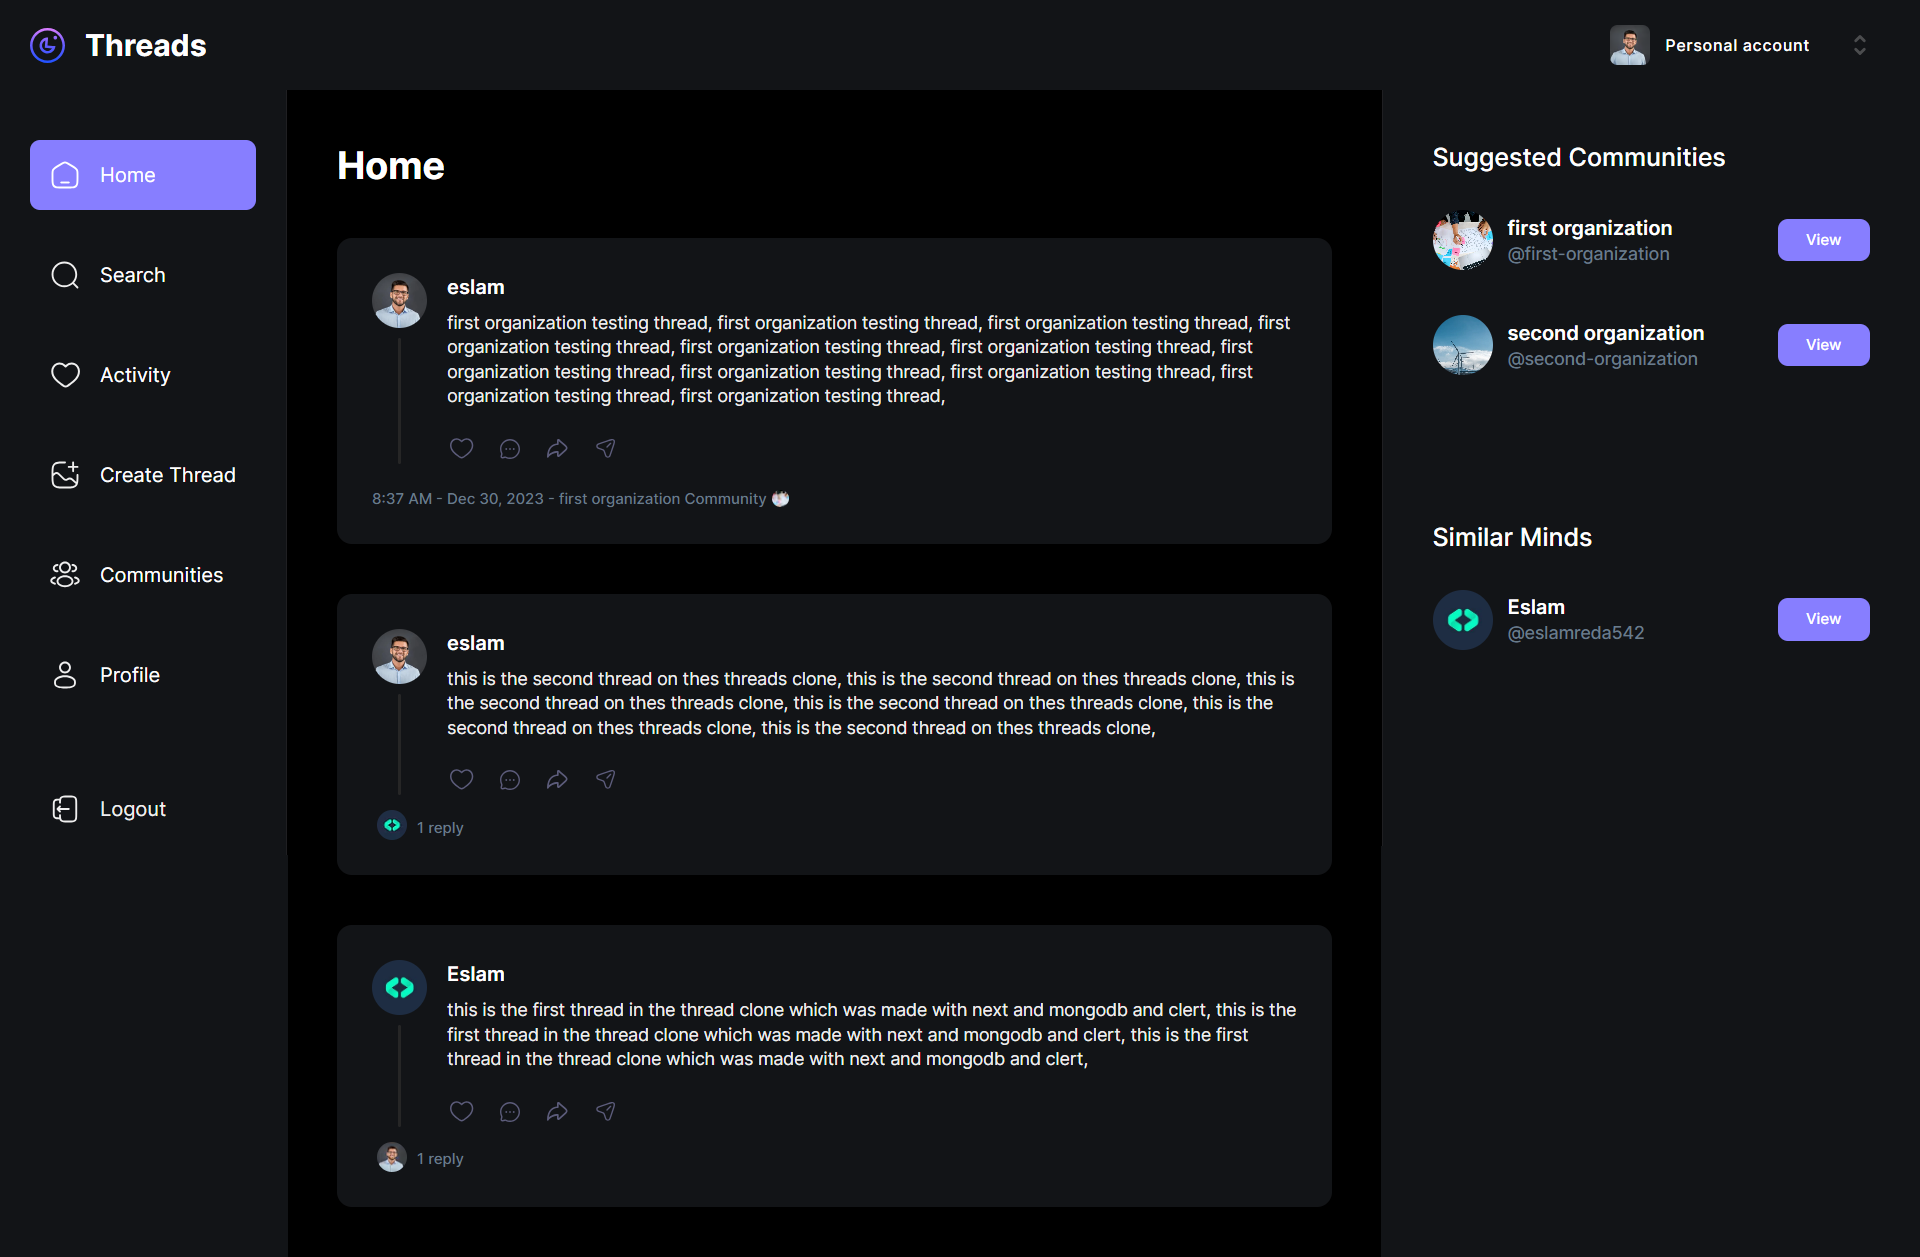 Threads
Personal account
Home
Search
Activity
Create Thread
Communities
Profile
Logout
Home
eslam
first organization testing thread, first organization testing thread, first organization testing thread, first
organization testing thread, first organization testing thread, first organization testing thread, first
organization testing thread, first organization testing thread, first organization testing thread, first
organization testing thread, first organization testing thread,
8:37 AM - Dec 30, 2023 - first organization Community
eslam
this is the second thread on thes threads clone, this is the second thread on thes threads clone, this is
the second thread on thes threads clone, this is the second thread on thes threads clone, this is the
second thread on thes threads clone, this is the second thread on thes threads clone,
1 reply
Eslam
this is the first thread in the thread clone which was made with next and mongodb and clert, this is the
first thread in the thread clone which was made with next and mongodb and clert, this is the first
thread in the thread clone which was made with next and mongodb and clert,
1 reply
Suggested Communities
first organization
@first-organization
View
second organization
@second-organization
View
Similar Minds
Eslam
@eslamreda542
View